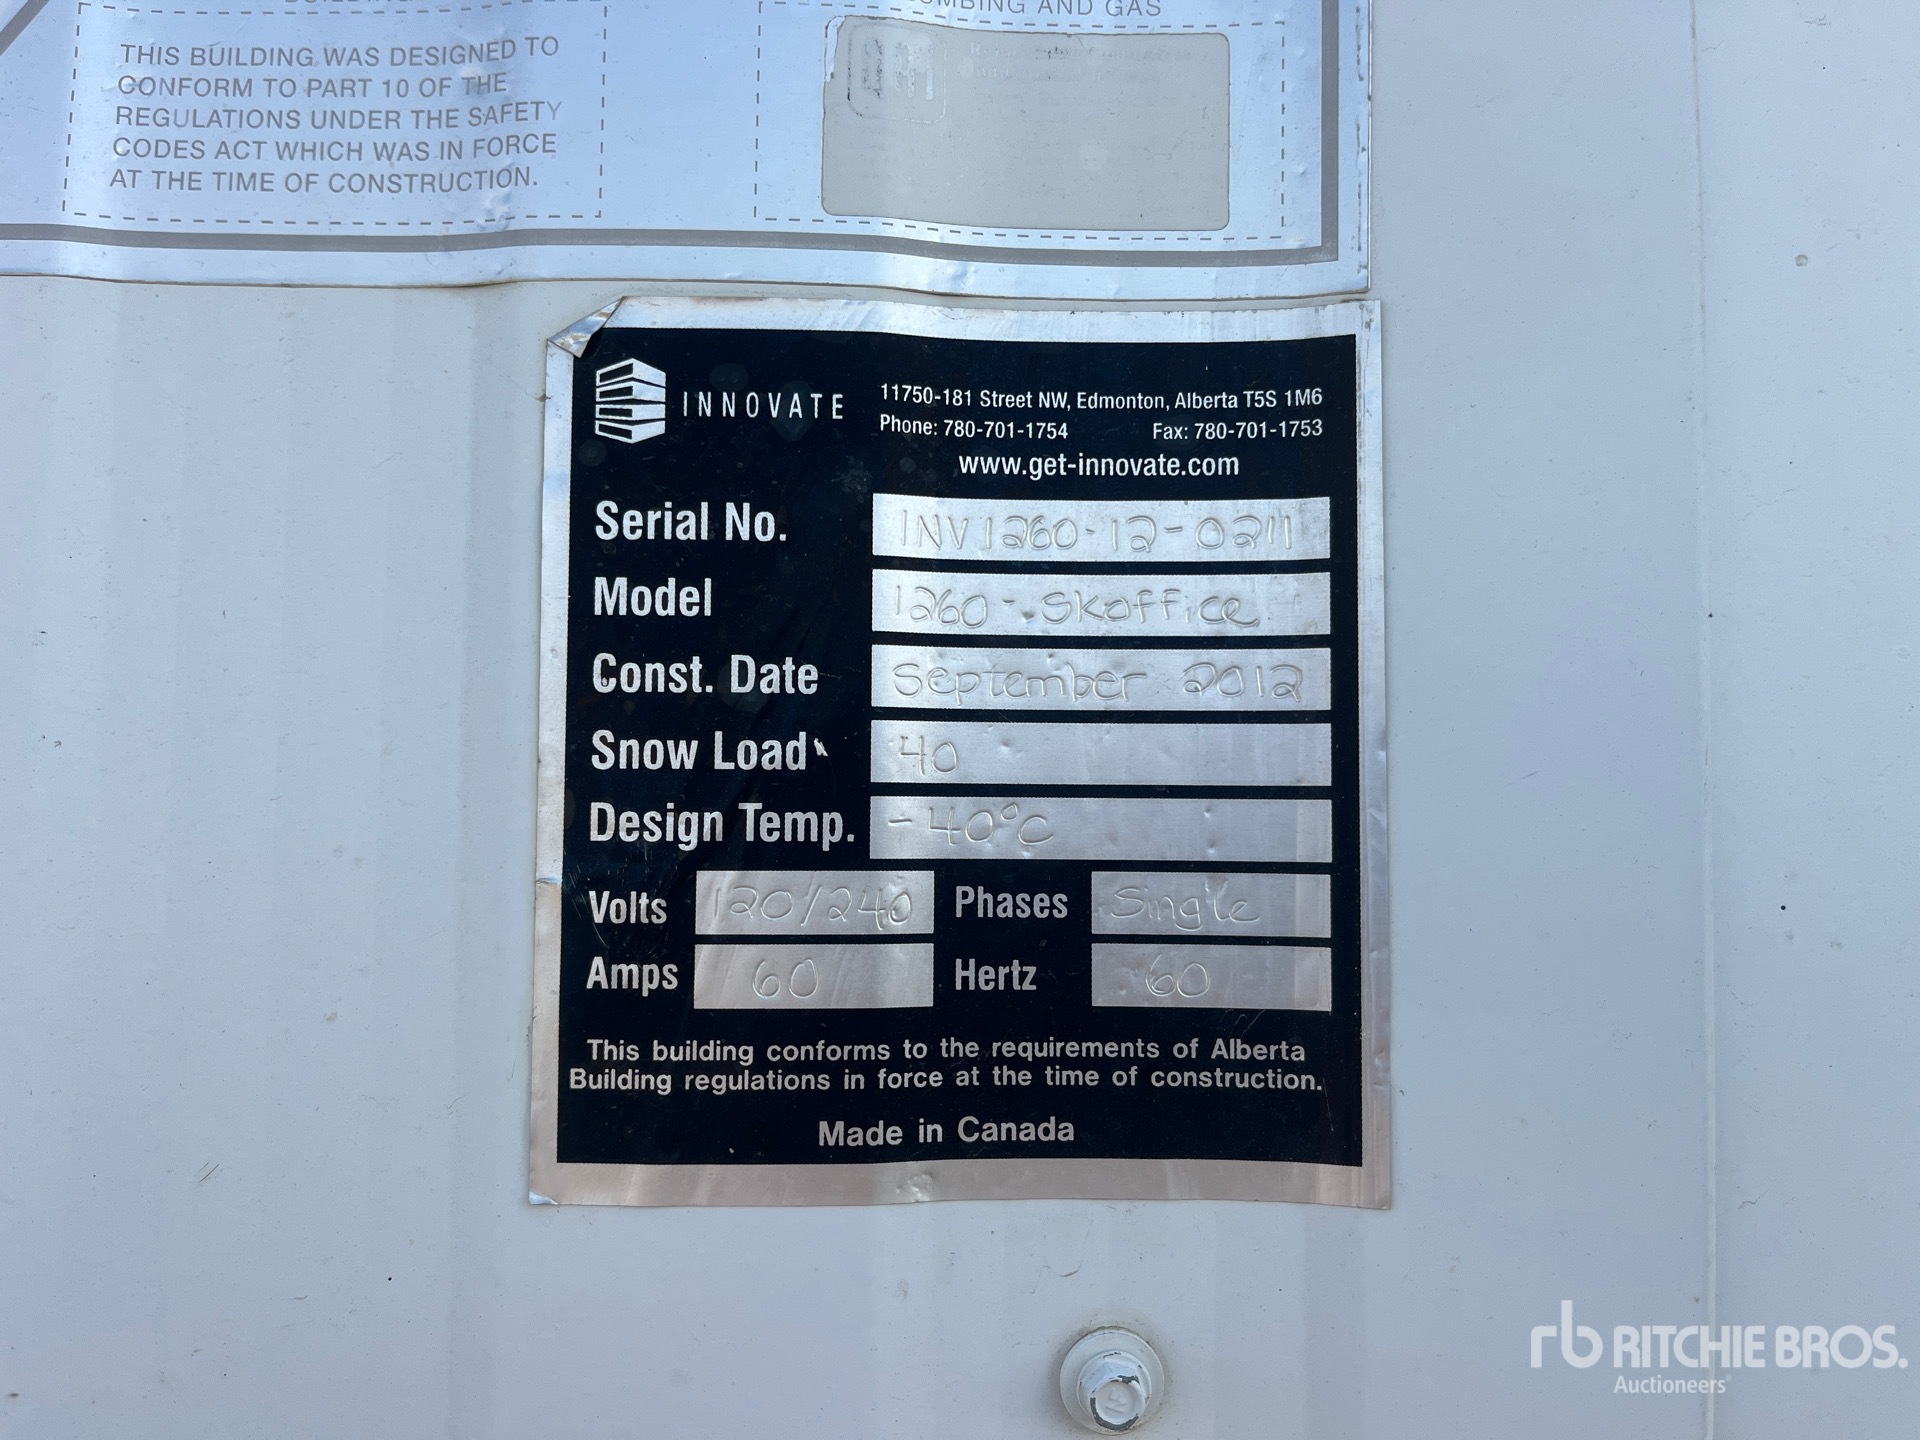 PLUMBING AND GAS
THIS BUILDING WAS DESIGNED TO
CONFORM TO PART 10 OF THE
REGULATIONS UNDER THE SAFETY
CODES ACT WHICH WAS IN FORCE
AT THE TIME OF CONSTRUCTION.
INNOVATE
11750-181 Street NW, Edmonton, Alberta T5S 1M6
Phone: 780-701-1754 Fax: 780-701-1753
www.get-innovate.com
Serial No. INV1260-12-0211
Model 1260-SKoffice
Const. Date September 2012
Snow Load 40
Design Temp. -40°C
Volts 120/240 Phases Single
Amps 60 Hertz 60
This building conforms to the requirements of Alberta
Building regulations in force at the time of construction.
Made in Canada
rb RITCHIE BROS.
Auctioneers